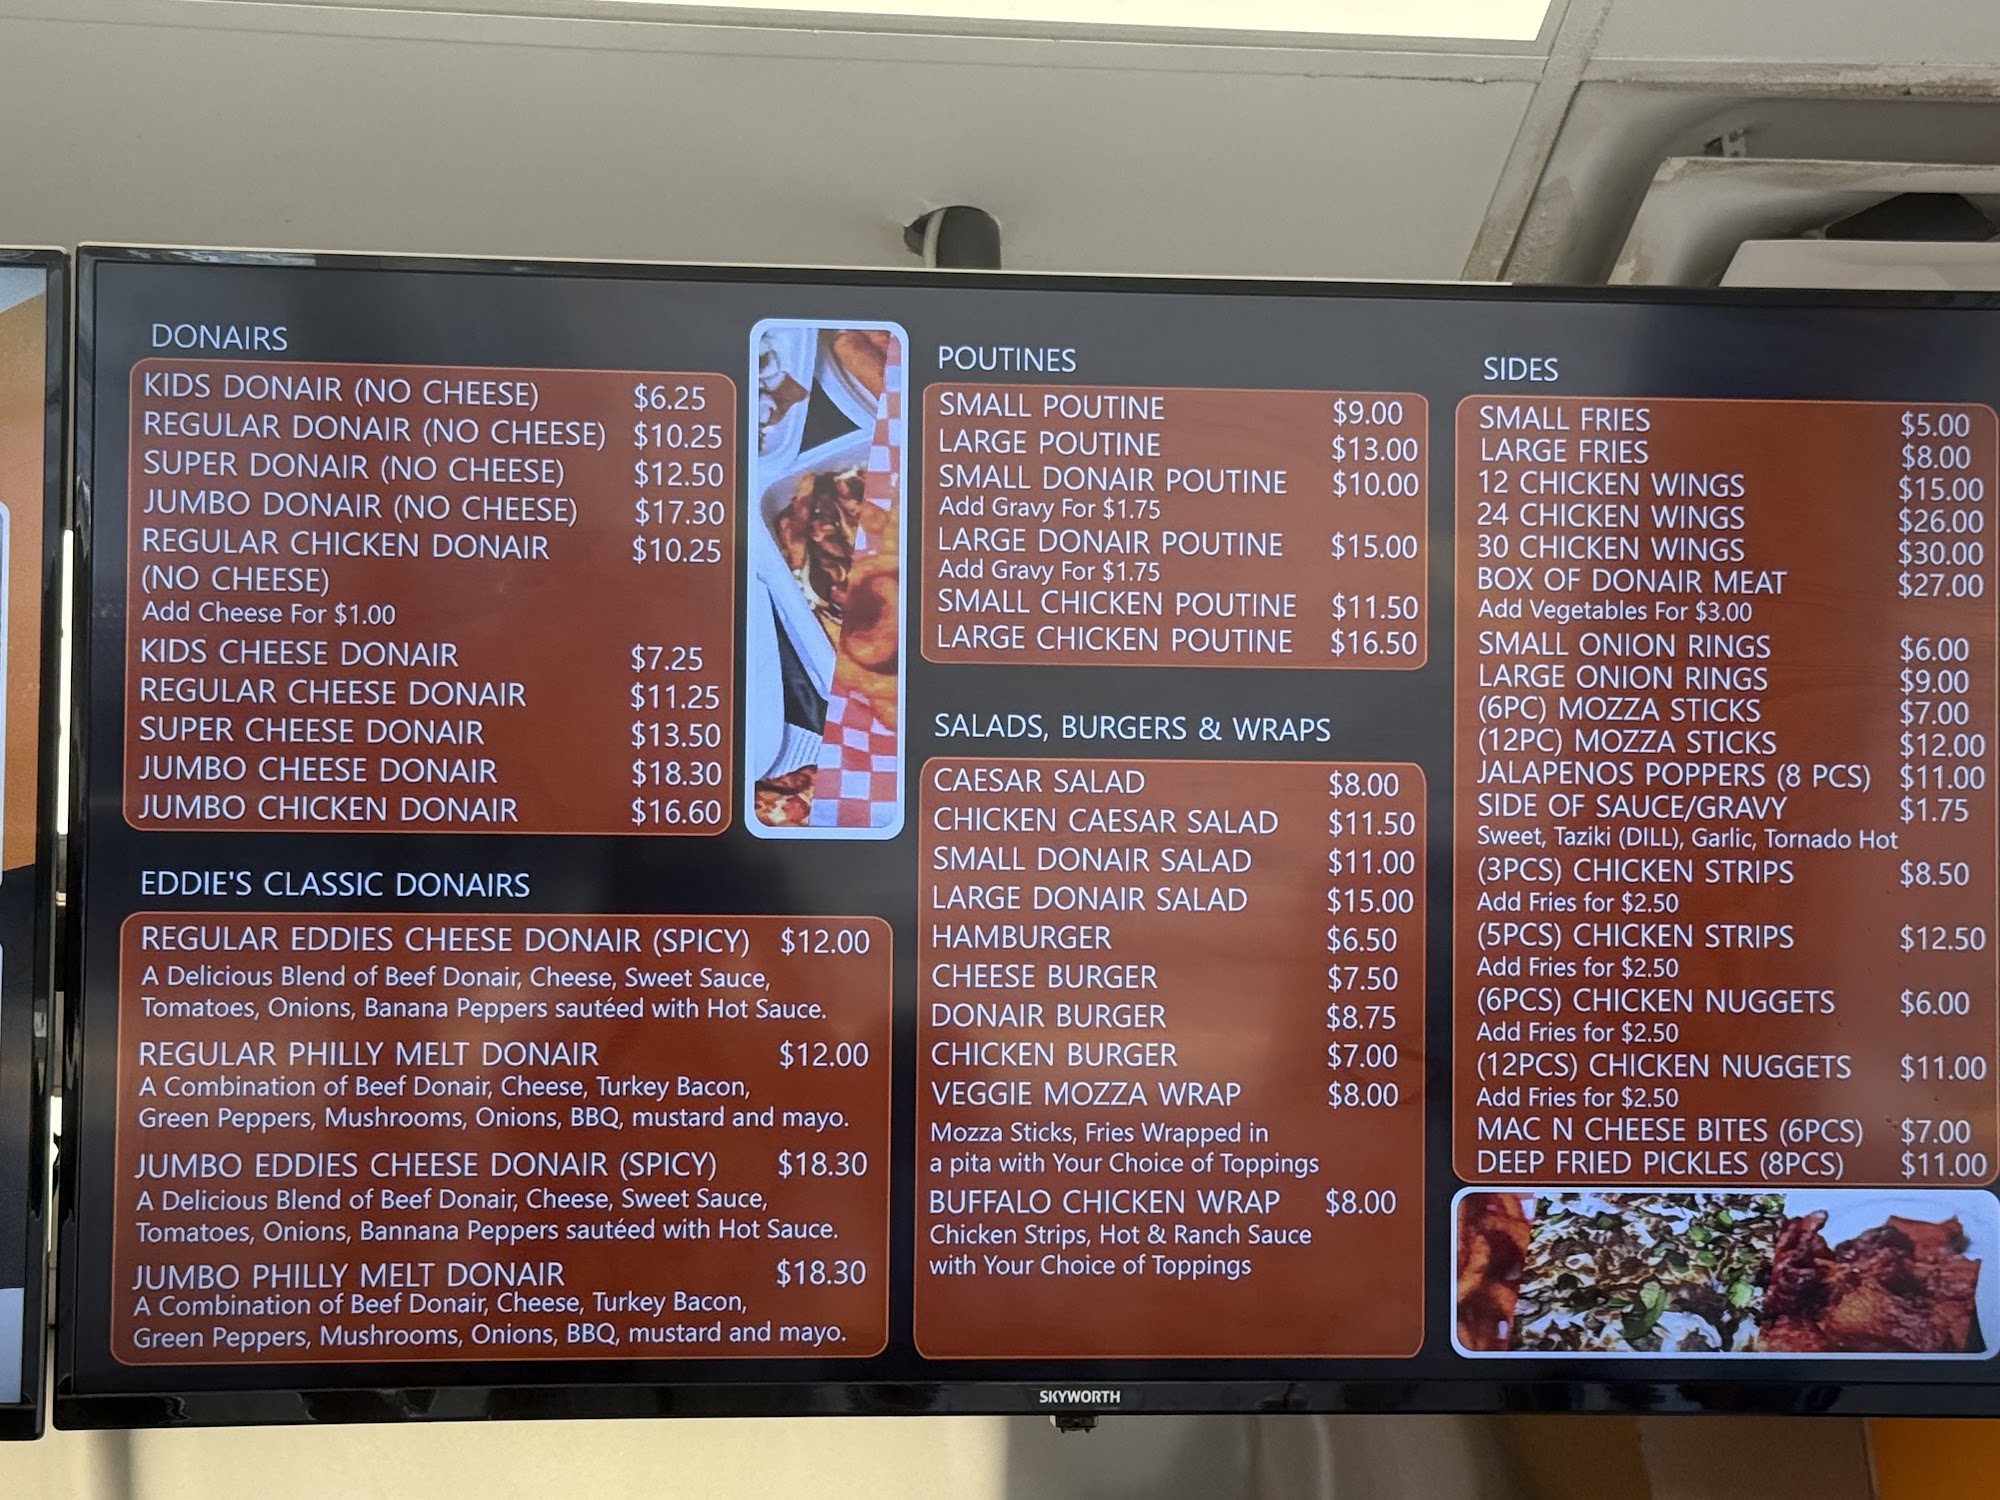 DONAIRS
KIDS DONAIR (NO CHEESE) $6.25
REGULAR DONAIR (NO CHEESE) $10.25
SUPER DONAIR (NO CHEESE) $12.50
JUMBO DONAIR (NO CHEESE) $17.30
REGULAR CHICKEN DONAIR $10.25
(NO CHEESE)
Add Cheese For $1.00
KIDS CHEESE DONAIR $7.25
REGULAR CHEESE DONAIR $11.25
SUPER CHEESE DONAIR $13.50
JUMBO CHEESE DONAIR $18.30
JUMBO CHICKEN DONAIR $16.60
EDDIE'S CLASSIC DONAIRS
REGULAR EDDIES CHEESE DONAIR (SPICY) $12.00
A Delicious Blend of Beef Donair, Cheese, Sweet Sauce,
Tomatoes, Onions, Banana Peppers sautéed with Hot Sauce.
REGULAR PHILLY MELT DONAIR $12.00
A Combination of Beef Donair, Cheese, Turkey Bacon,
Green Peppers, Mushrooms, Onions, BBQ, mustard and mayo.
JUMBO EDDIES CHEESE DONAIR (SPICY) $18.30
A Delicious Blend of Beef Donair, Cheese, Sweet Sauce,
Tomatoes, Onions, Bannana Peppers sautéed with Hot Sauce.
JUMBO PHILLY MELT DONAIR $18.30
A Combination of Beef Donair, Cheese, Turkey Bacon,
Green Peppers, Mushrooms, Onions, BBQ, mustard and mayo.
POUTINES
SMALL POUTINE $9.00
LARGE POUTINE $13.00
SMALL DONAIR POUTINE $10.00
Add Gravy For $1.75
LARGE DONAIR POUTINE $15.00
Add Gravy For $1.75
SMALL CHICKEN POUTINE $11.50
LARGE CHICKEN POUTINE $16.50
SALADS, BURGERS & WRAPS
CAESAR SALAD $8.00
CHICKEN CAESAR SALAD $11.50
SMALL DONAIR SALAD $11.00
LARGE DONAIR SALAD $15.00
HAMBURGER $6.50
CHEESE BURGER $7.50
DONAIR BURGER $8.75
CHICKEN BURGER $7.00
VEGGIE MOZZA WRAP $8.00
Mozza Sticks, Fries Wrapped in
a pita with Your Choice of Toppings
BUFFALO CHICKEN WRAP $8.00
Chicken Strips, Hot & Ranch Sauce
with Your Choice of Toppings
SIDES
SMALL FRIES $5.00
LARGE FRIES $8.00
12 CHICKEN WINGS $15.00
24 CHICKEN WINGS $26.00
30 CHICKEN WINGS $30.00
BOX OF DONAIR MEAT $27.00
Add Vegetables For $3.00
SMALL ONION RINGS $6.00
LARGE ONION RINGS $9.00
(6PC) MOZZA STICKS $7.00
(12PC) MOZZA STICKS $12.00
JALAPENOS POPPERS (8 PCS) $11.00
SIDE OF SAUCE/GRAVY $1.75
Sweet, Taziki (DILL), Garlic, Tornado Hot
(3PCS) CHICKEN STRIPS $8.50
Add Fries for $2.50
(5PCS) CHICKEN STRIPS $12.50
Add Fries for $2.50
(6PCS) CHICKEN NUGGETS $6.00
Add Fries for $2.50
(12PCS) CHICKEN NUGGETS $11.00
Add Fries for $2.50
MAC N CHEESE BITES (6PCS) $7.00
DEEP FRIED PICKLES (8PCS) $11.00
SKYWORTH